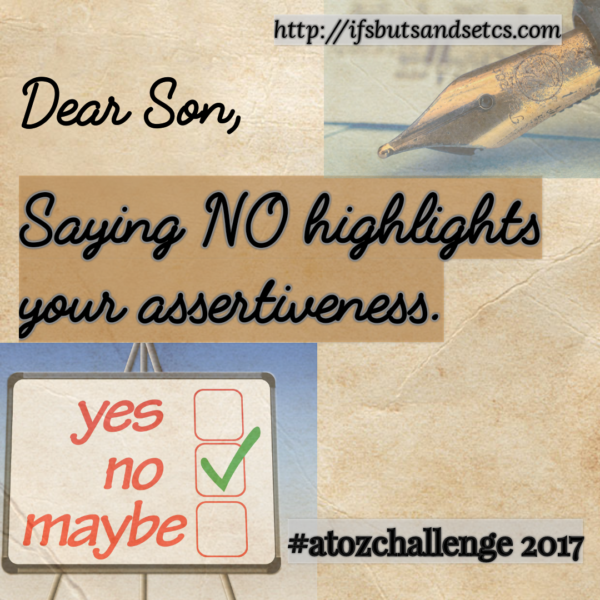 http://ifsbutsandsetcs.com
Dear Son,
Saying NO highlights
your assertiveness.
yes
no
maybe
#atozchallenge 2017